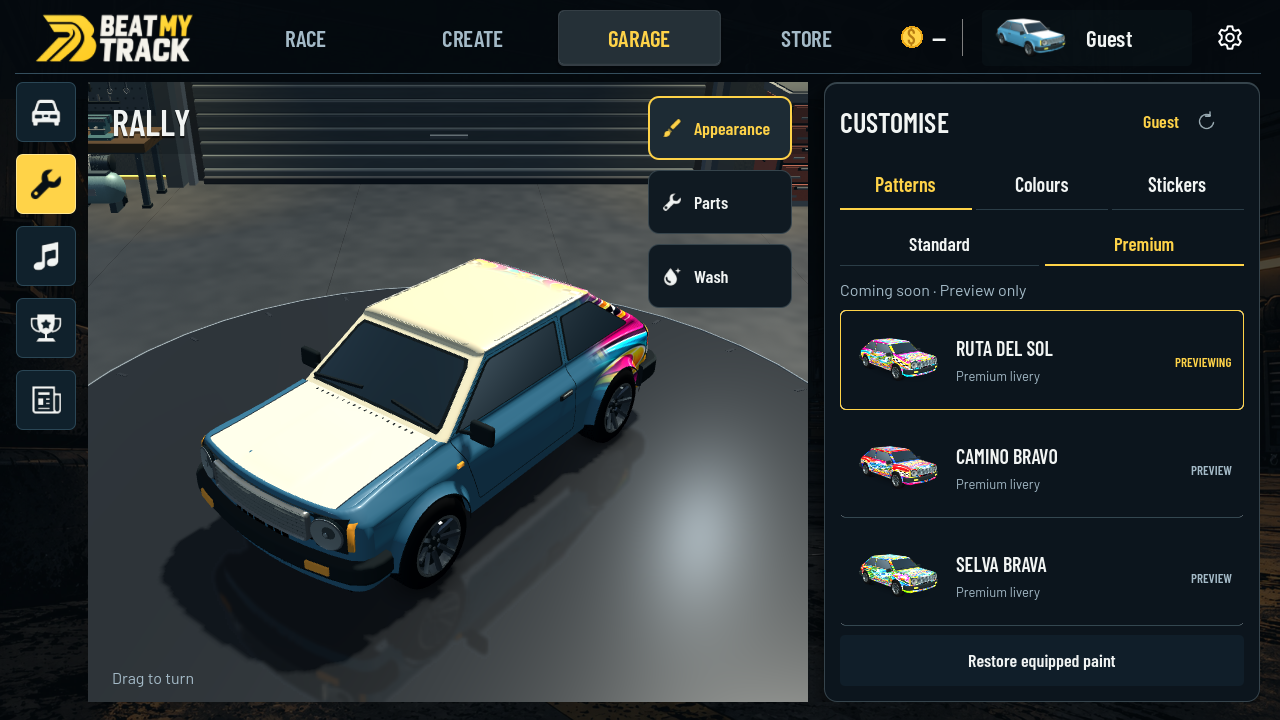 BEAT MY TRACK
RACE
CREATE
GARAGE
STORE
$ —
Guest
RALLY
Appearance
Parts
Wash
Drag to turn
CUSTOMISE
Guest
Patterns
Colours
Stickers
Standard
Premium
Coming soon · Preview only
RUTA DEL SOL
Premium livery
PREVIEWING
CAMINO BRAVO
Premium livery
PREVIEW
SELVA BRAVA
Premium livery
PREVIEW
Restore equipped paint